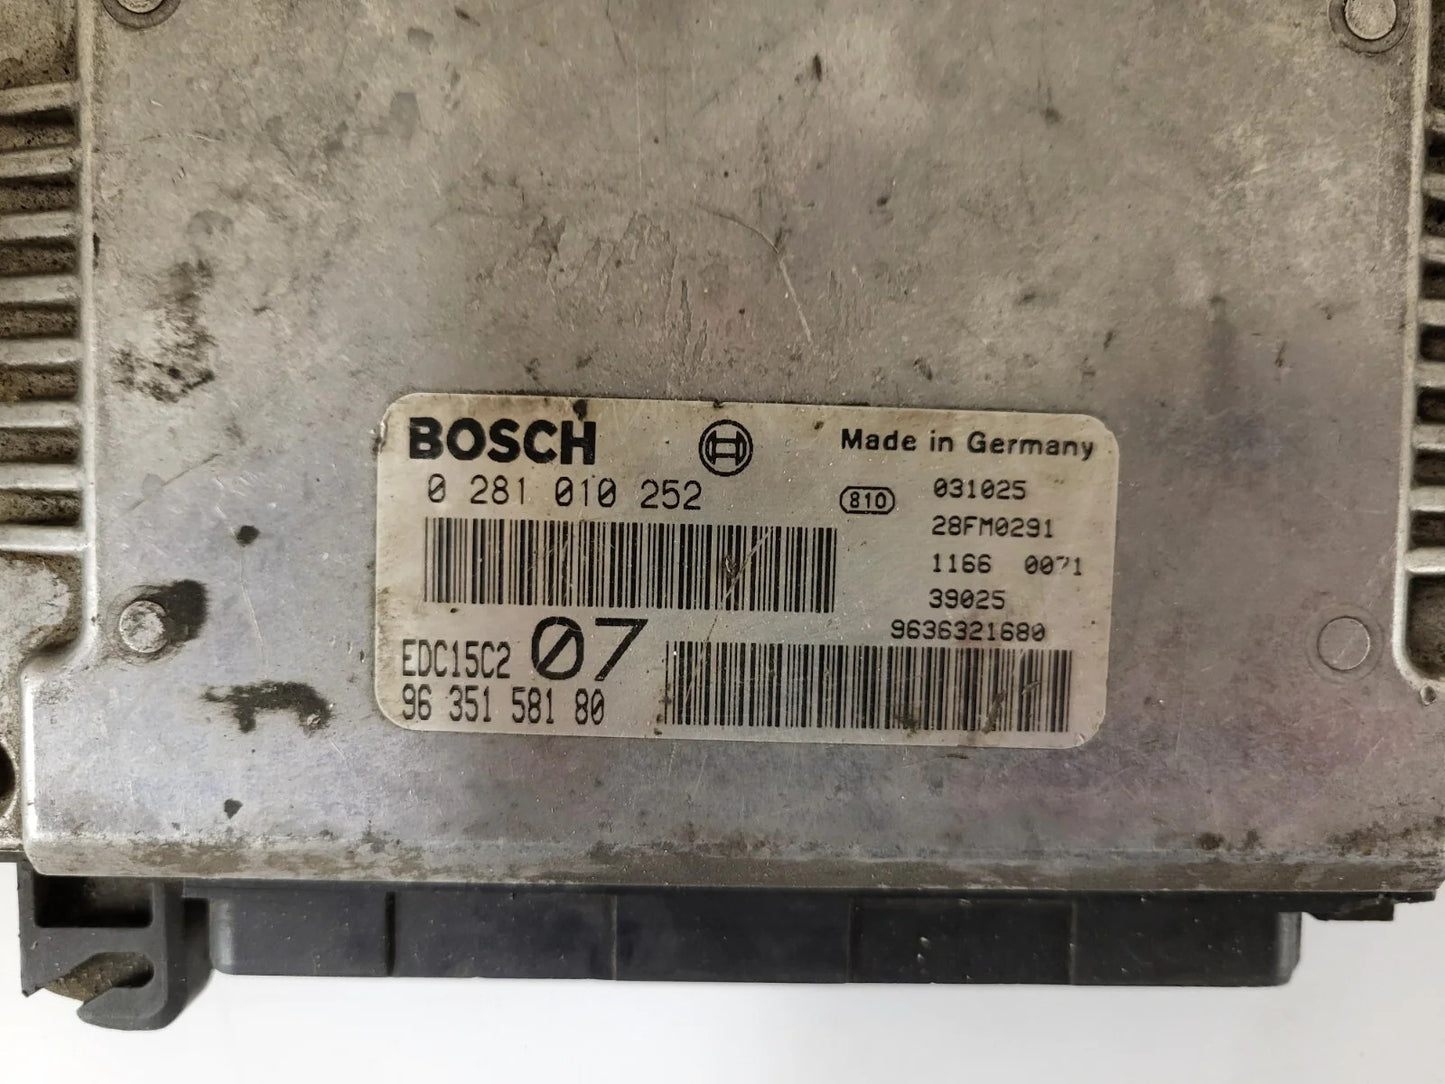 BOSCH
Made in Germany
0 281 010 252
810
031025
28FM0291
1166 0071
39025
9636321680
EDC15C2 07
96 351 581 80